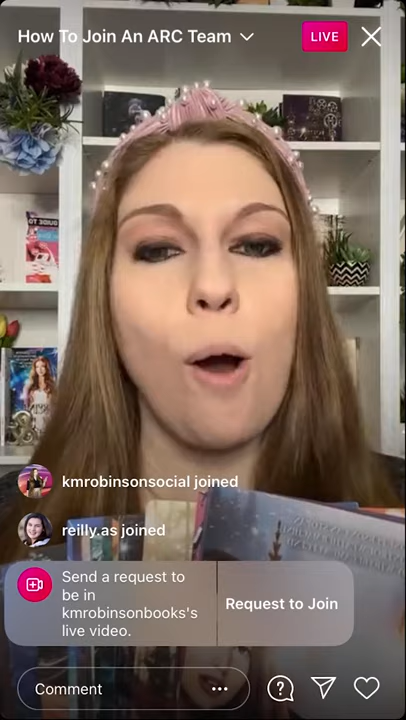 How To Join An ARC Team
LIVE
kmrobinsonsocial joined
reilly.as joined
Send a request to
be in
kmrobinsonbooks's
live video.
Request to Join
Comment